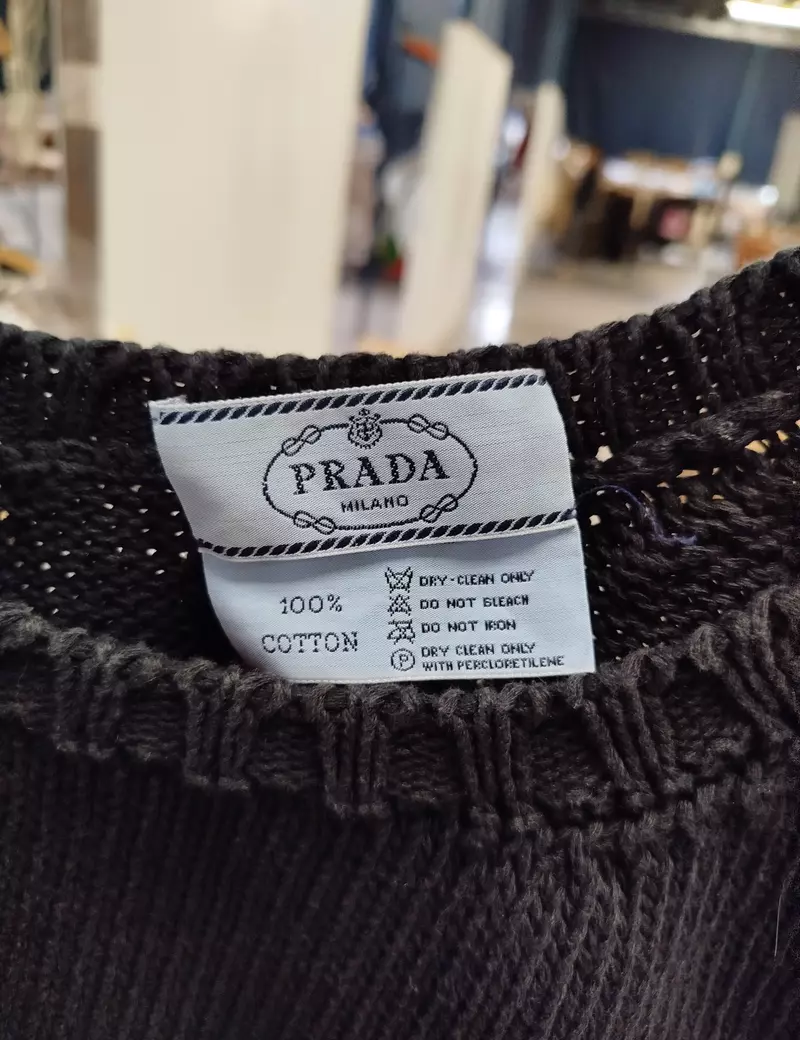 PRADA
MILANO
100%
COTTON
DRY-CLEAN ONLY
DO NOT BLEACH
DO NOT IRON
P
DRY CLEAN ONLY
WITH PERCLORETILENE